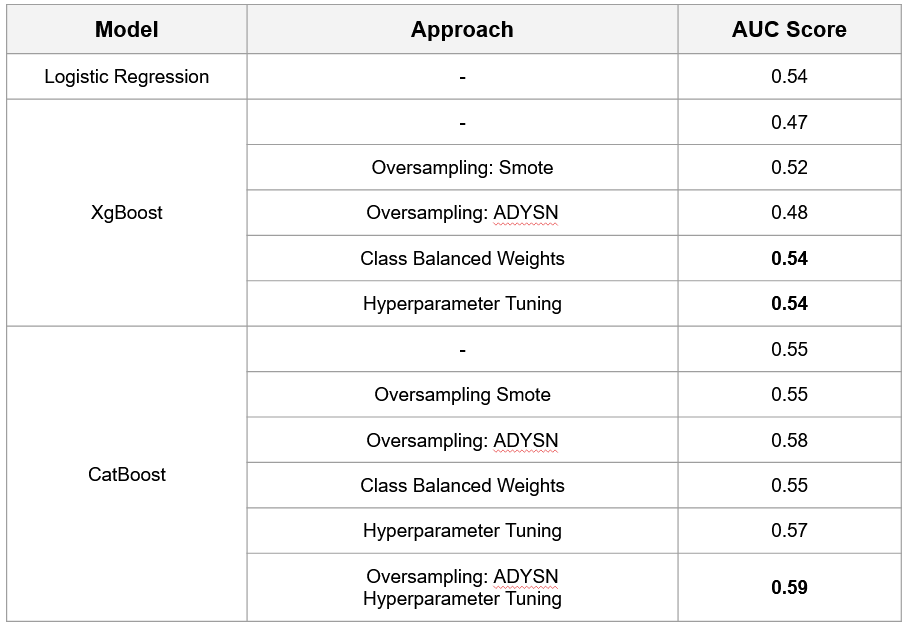 Model Approach AUC Score
Logistic Regression - 0.54
- 0.47
Oversampling: Smote 0.52
XgBoost Oversampling: ADYSN 0.48
Class Balanced Weights 0.54
Hyperparameter Tuning 0.54
- 0.55
Oversampling Smote 0.55
Oversampling: ADYSN 0.58
CatBoost
Class Balanced Weights 0.55
Hyperparameter Tuning 0.57
Oversampling: ADYSN
Hyperparameter Tuning 0.59